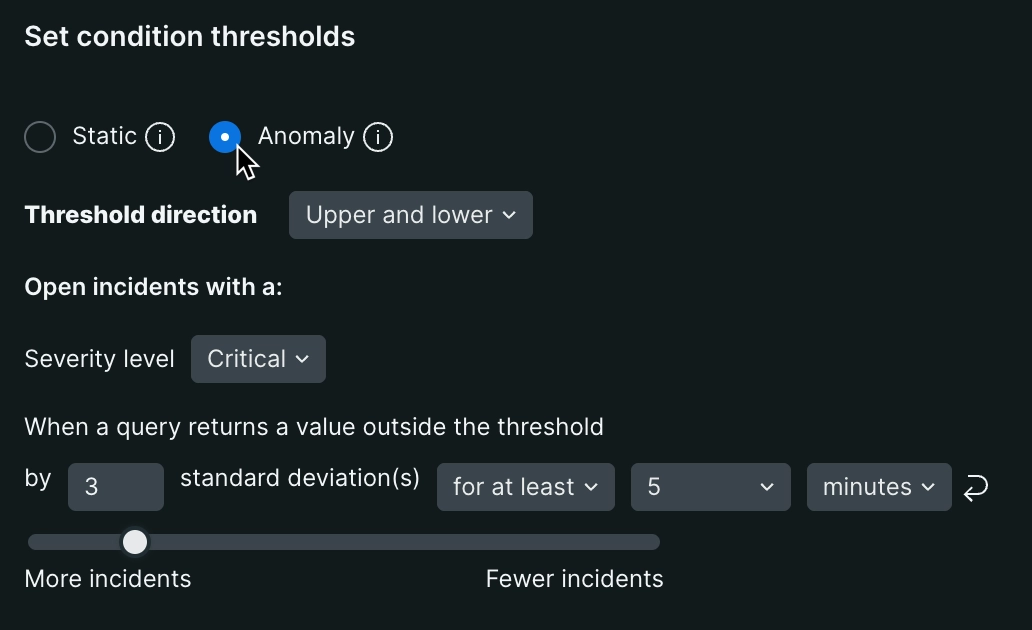 Set condition thresholds
Static Anomaly
Threshold direction Upper and lower
Open incidents with a:
Severity level Critical
When a query returns a value outside the threshold
by 3 standard deviation(s) for at least 5 minutes
More incidents Fewer incidents